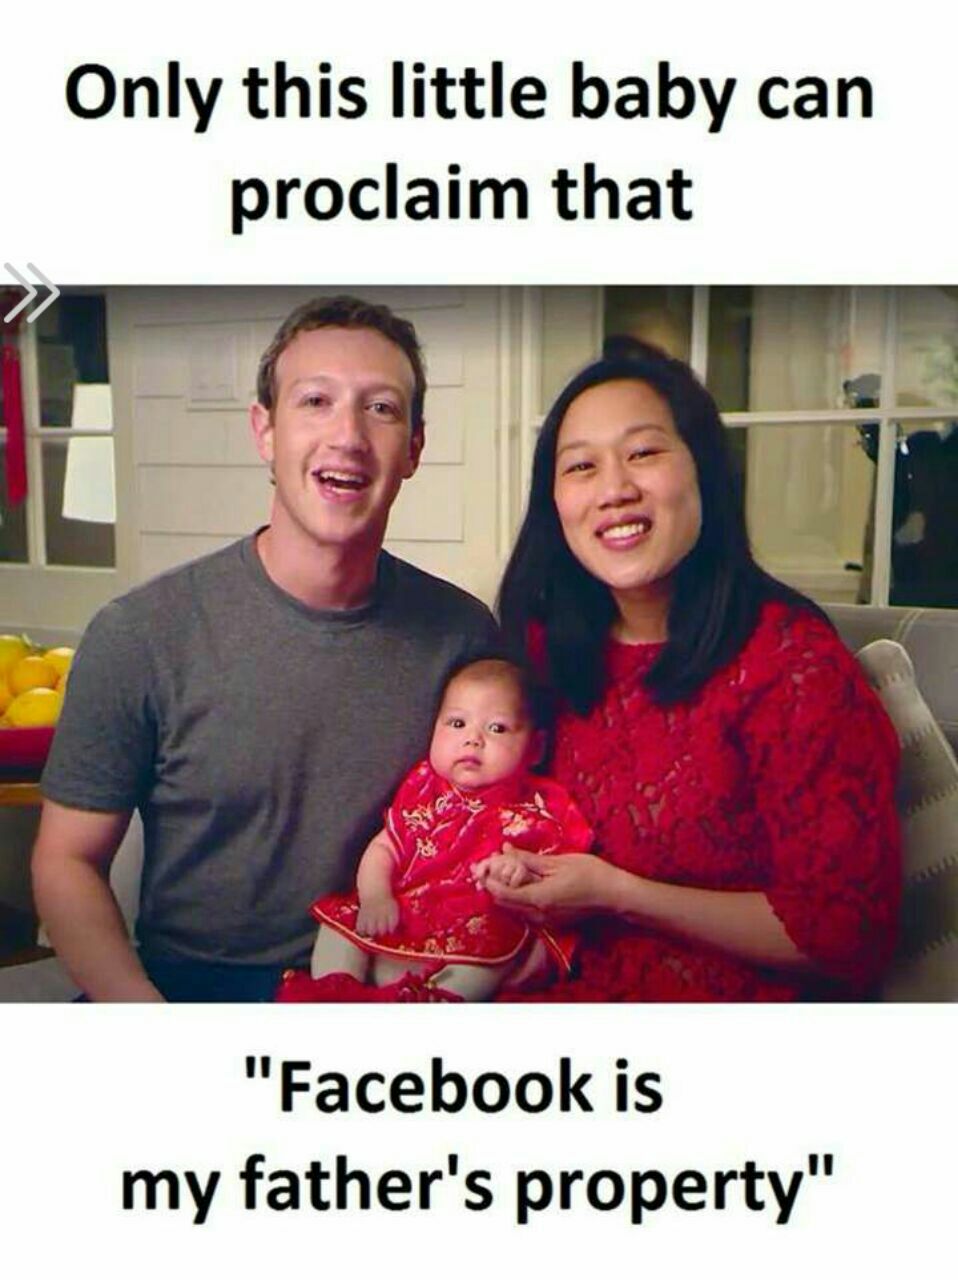 Only this little baby can
proclaim that
"Facebook is
my father's property"